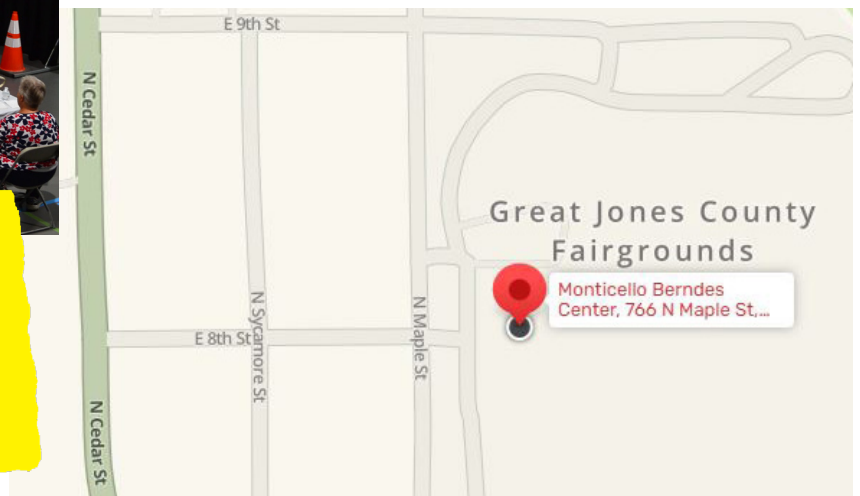 E 9th St
N Cedar St
Great Jones County
Fairgrounds
Monticello Berndes
Center, 766 N Maple St,...
N Sycamore St
N Maple St
E 8th St
N Cedar St